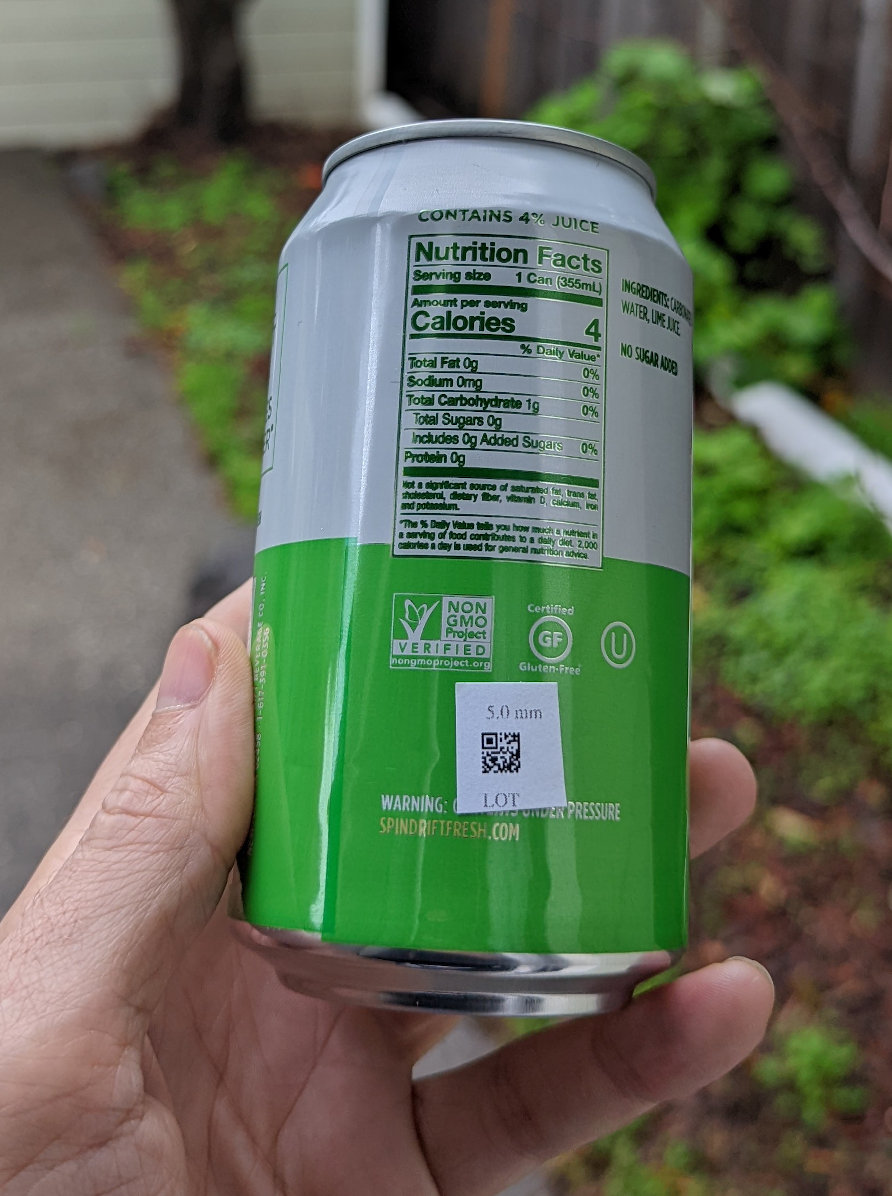 CONTAINS 4% JUICE
Nutrition Facts
Serving size 1 Can (355mL)
Amount per serving
Calories 4
% Daily Value*
Total Fat 0g 0%
Sodium 0mg 0%
Total Carbohydrate 1g 0%
Total Sugars 0g
Includes 0g Added Sugars 0%
Protein 0g
Not a significant source of saturated fat, trans fat,
cholesterol, dietary fiber, vitamin D, calcium, iron
and potassium.
*The % Daily Value tells you how much a nutrient in
a serving of food contributes to a daily diet. 2,000
calories a day is used for general nutrition advice.
INGREDIENTS:
WATER, LIME JUICE
NO SUGAR ADDED
NON
GMO
Project
VERIFIED
nongmoproject.org
Certified
GF
Gluten-Free
U
5.0 mm
LOT
WARNING: UNDER PRESSURE
SPINDRIFTFRESH.COM